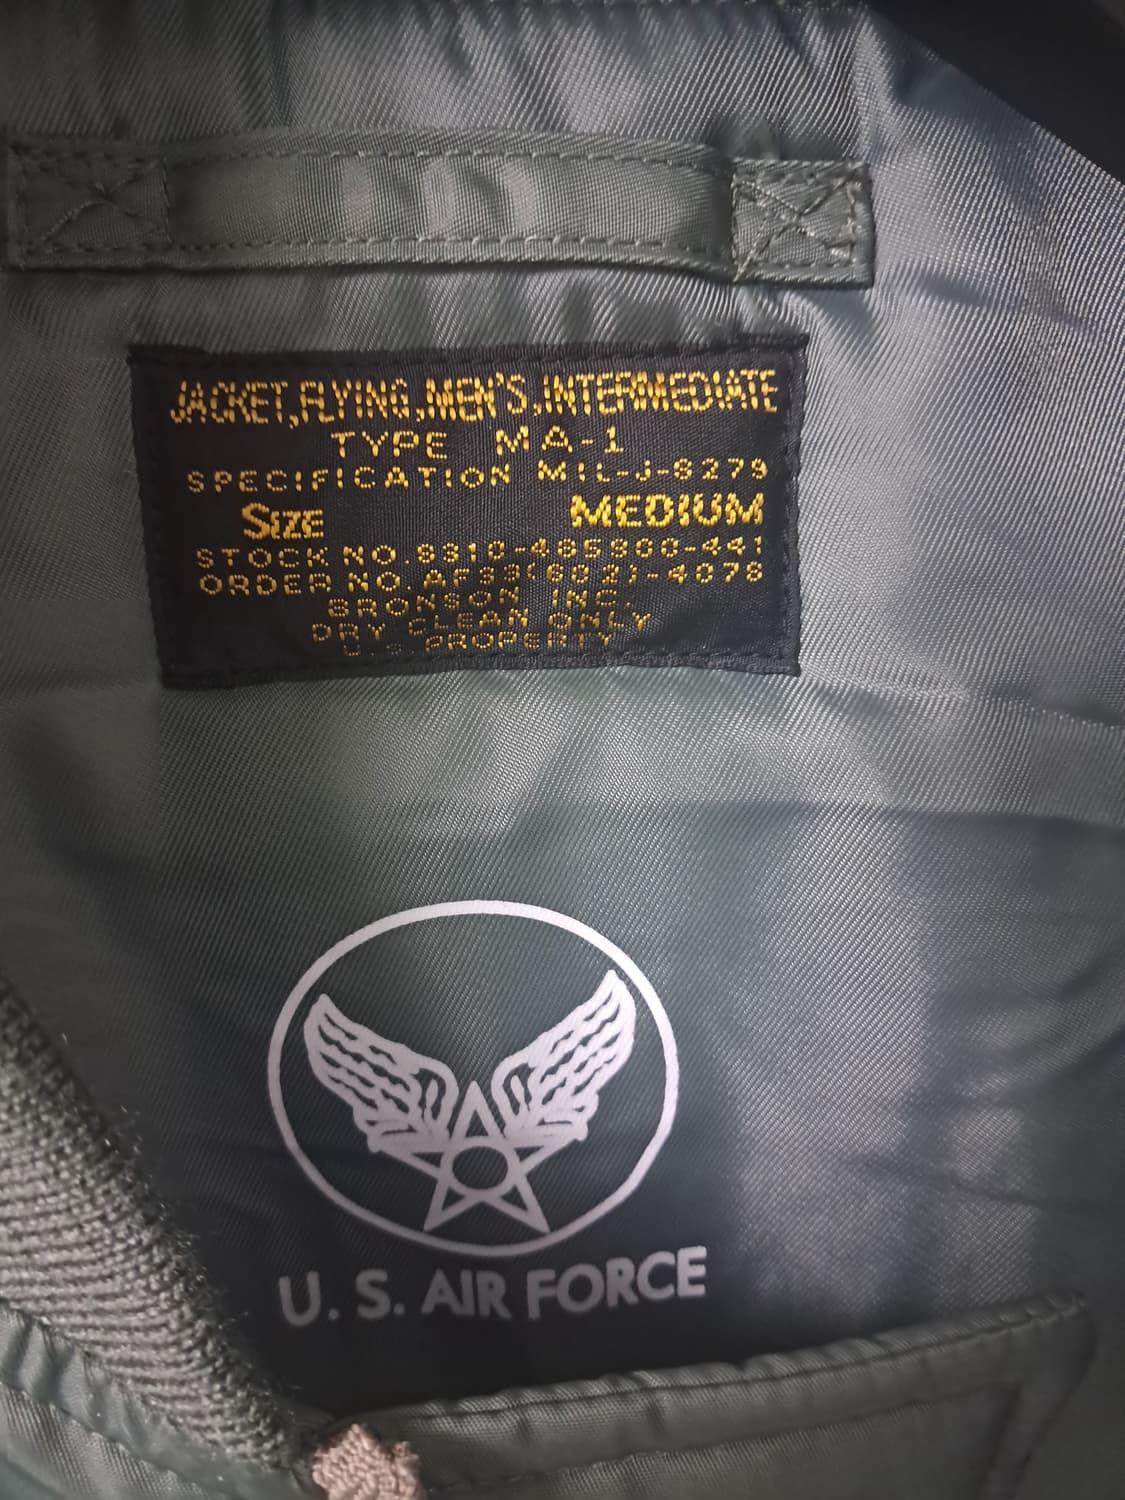 JACKET,FLYING,MEN'S,INTERMEDIATE
TYPE MA-1
SPECIFICATION MIL-J-8279
SIZE MEDIUM
STOCK NO.8310-485900-441
ORDER NO.AF33(602)-4078
BRONSON INC.
DRY CLEAN ONLY
U.S. PROPERTY
U. S. AIR FORCE